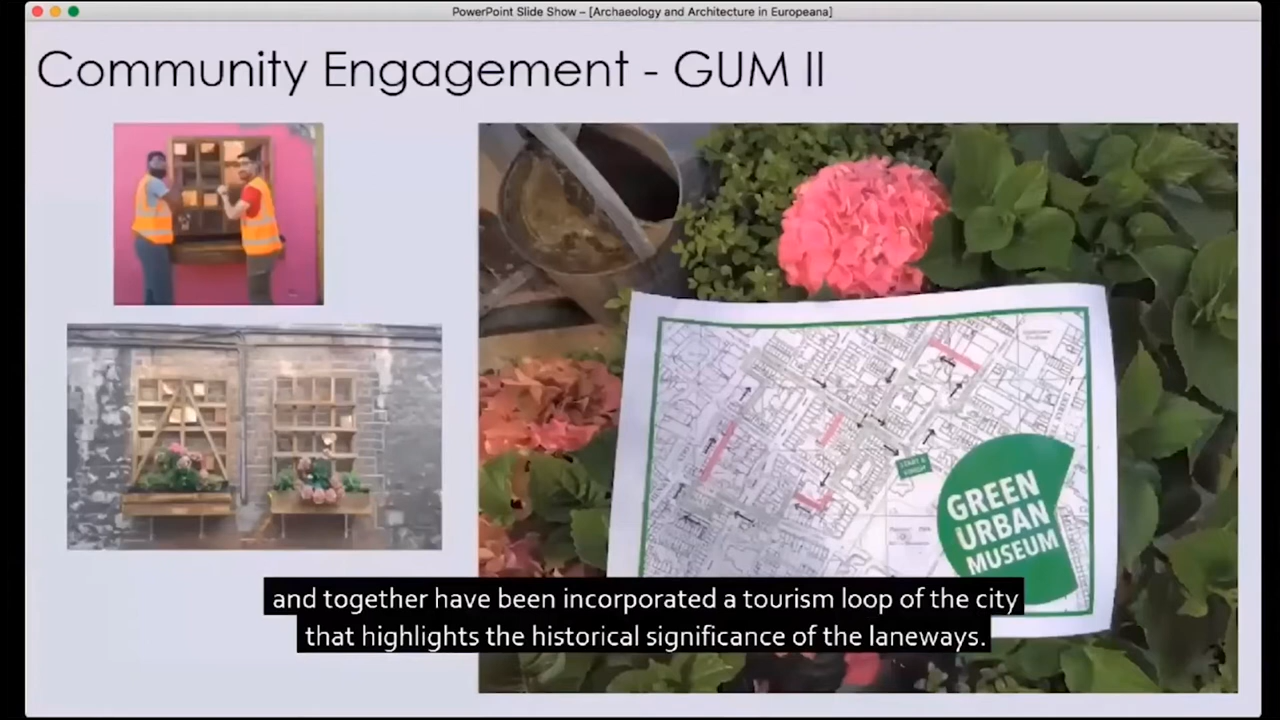 PowerPoint Slide Show – [Archaeology and Architecture in Europeana]
Community Engagement - GUM II
GREEN
URBAN
MUSEUM
and together have been incorporated a tourism loop of the city
that highlights the historical significance of the laneways.